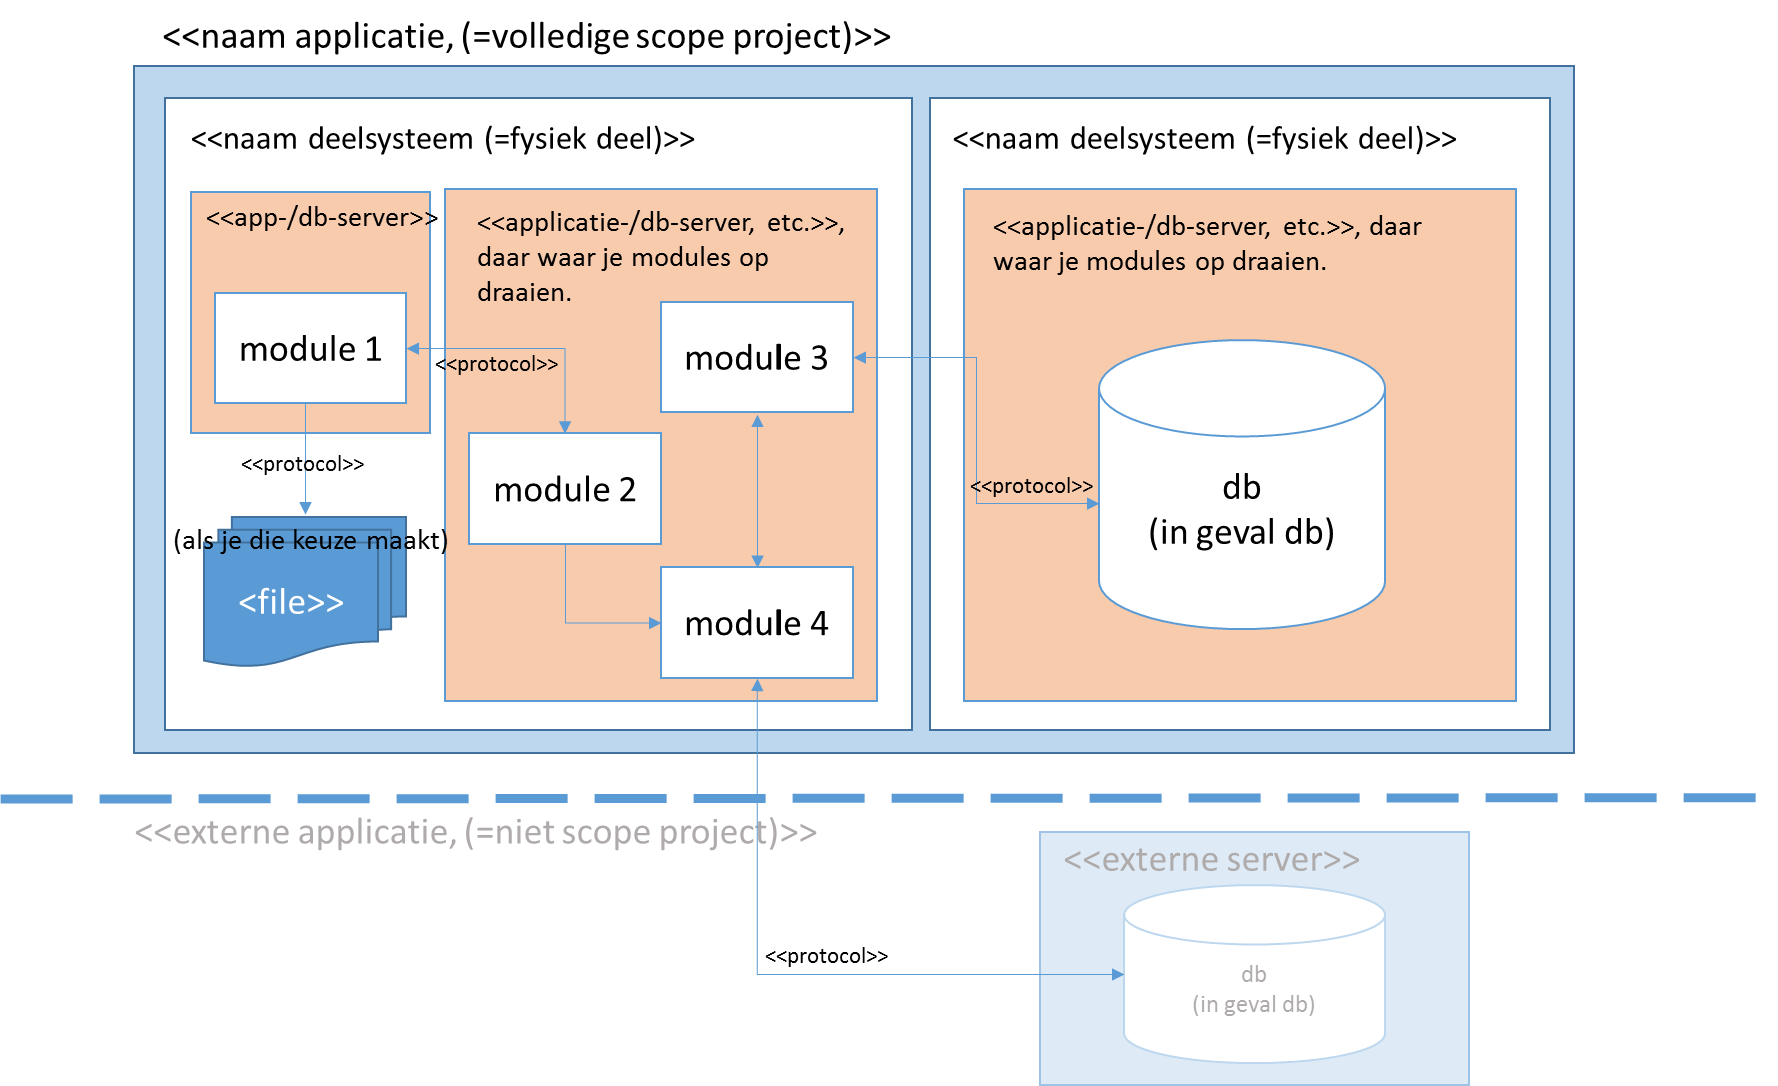 <<naam applicatie, (=volledige scope project)>>
<<naam deelsysteem (=fysiek deel)>>
<<app-/db-server>>
<<applicatie-/db-server, etc.>>,
daar waar je modules op
draaien.
module 1
<<protocol>>
module 3
module 2
<<protocol>>
(als je die keuze maakt)
<file>>
module 4
<<naam deelsysteem (=fysiek deel)>>
<<applicatie-/db-server, etc.>>, daar
waar je modules op draaien.
<<protocol>>
db
(in geval db)
<<externe applicatie, (=niet scope project)>>
<<externe server>>
<<protocol>>
db
(in geval db)